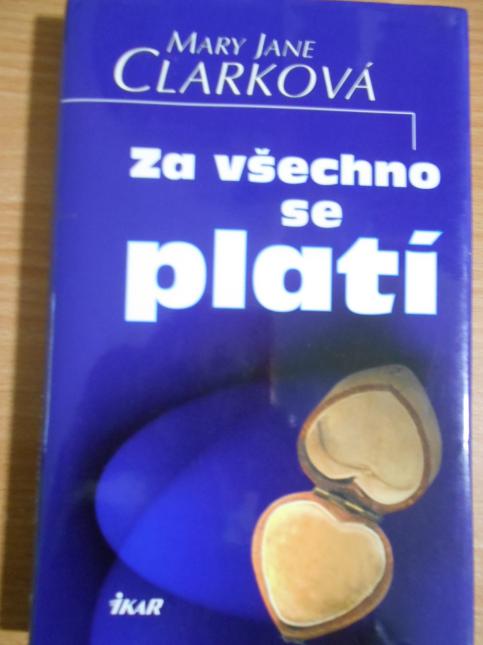 MARY JANE
CLARKOVÁ
Za všechno
se
platí
IKAR